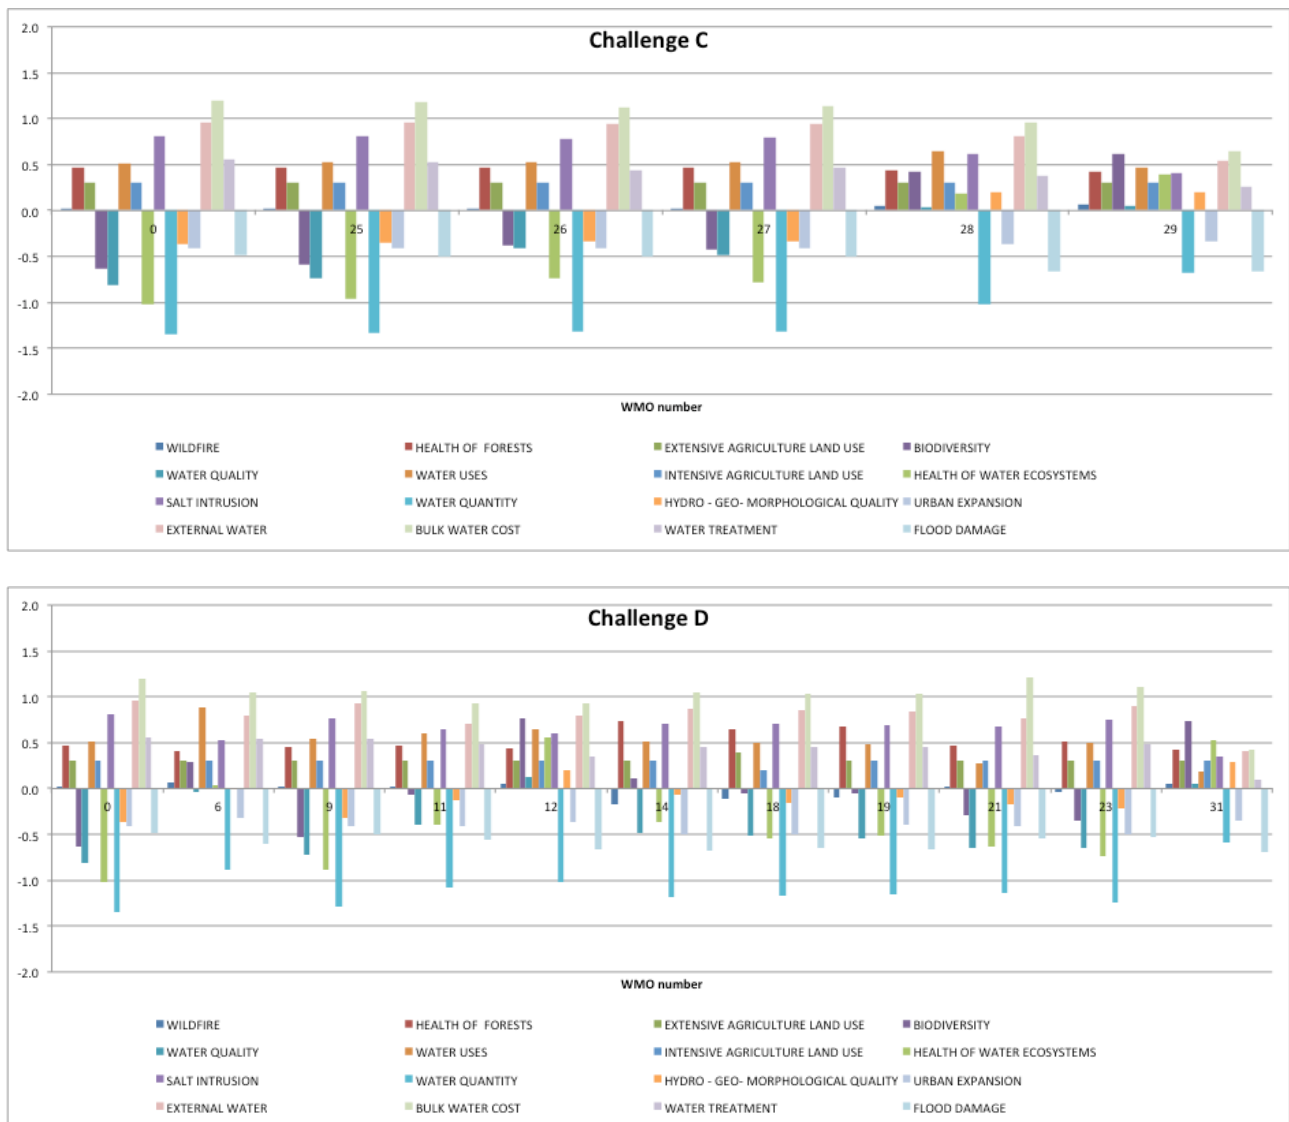 Challenge C
2.0
1.5
1.0
0.5
0.0
-0.5
-1.0
-1.5
-2.0
0 25 26 27 28 29
WMO number
WILDFIRE HEALTH OF FORESTS EXTENSIVE AGRICULTURE LAND USE BIODIVERSITY
WATER QUALITY WATER USES INTENSIVE AGRICULTURE LAND USE HEALTH OF WATER ECOSYSTEMS
SALT INTRUSION WATER QUANTITY HYDRO - GEO- MORPHOLOGICAL QUALITY URBAN EXPANSION
EXTERNAL WATER BULK WATER COST WATER TREATMENT FLOOD DAMAGE
Challenge D
2.0
1.5
1.0
0.5
0.0
-0.5
-1.0
-1.5
-2.0
0 6 9 11 12 14 18 19 21 23 31
WMO number
WILDFIRE HEALTH OF FORESTS EXTENSIVE AGRICULTURE LAND USE BIODIVERSITY
WATER QUALITY WATER USES INTENSIVE AGRICULTURE LAND USE HEALTH OF WATER ECOSYSTEMS
SALT INTRUSION WATER QUANTITY HYDRO - GEO- MORPHOLOGICAL QUALITY URBAN EXPANSION
EXTERNAL WATER BULK WATER COST WATER TREATMENT FLOOD DAMAGE